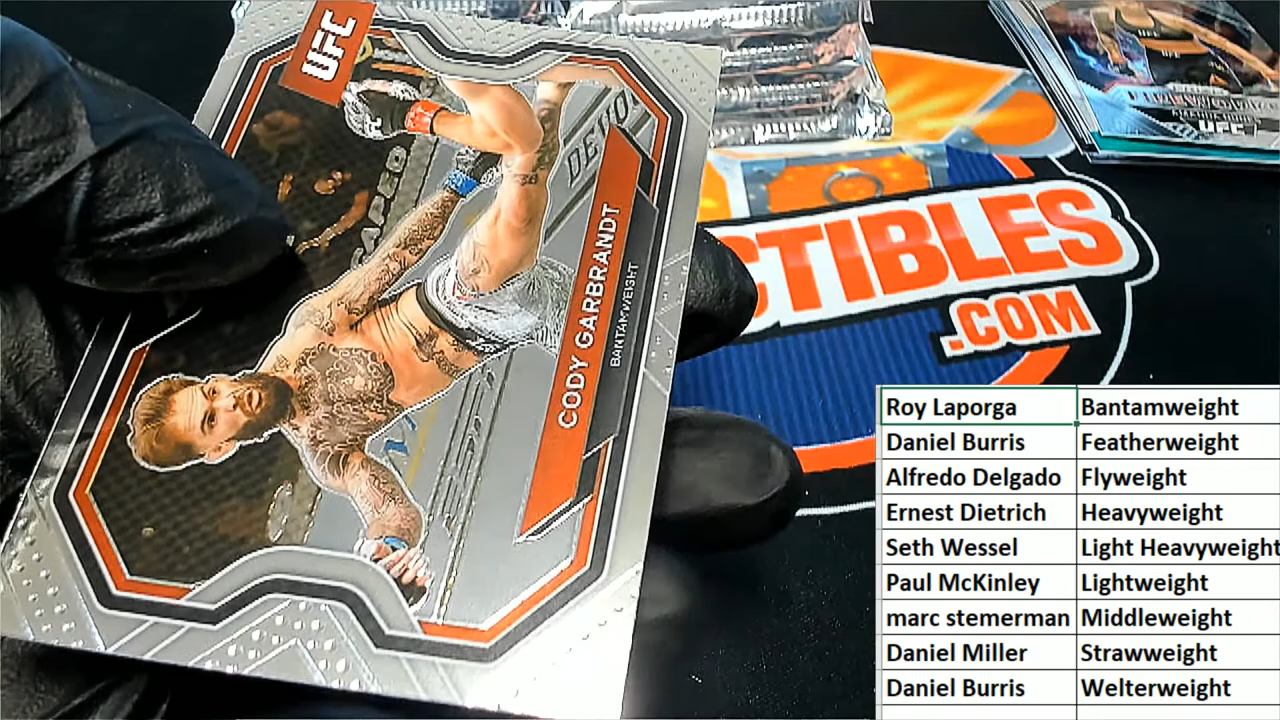 UFC
CODY GARBRANDT
BANTAMWEIGHT
UFC
CTIBLES
.COM
Roy Laporga Bantamweight
Daniel Burris Featherweight
Alfredo Delgado Flyweight
Ernest Dietrich Heavyweight
Seth Wessel Light Heavyweight
Paul McKinley Lightweight
marc stemerman Middleweight
Daniel Miller Strawweight
Daniel Burris Welterweight